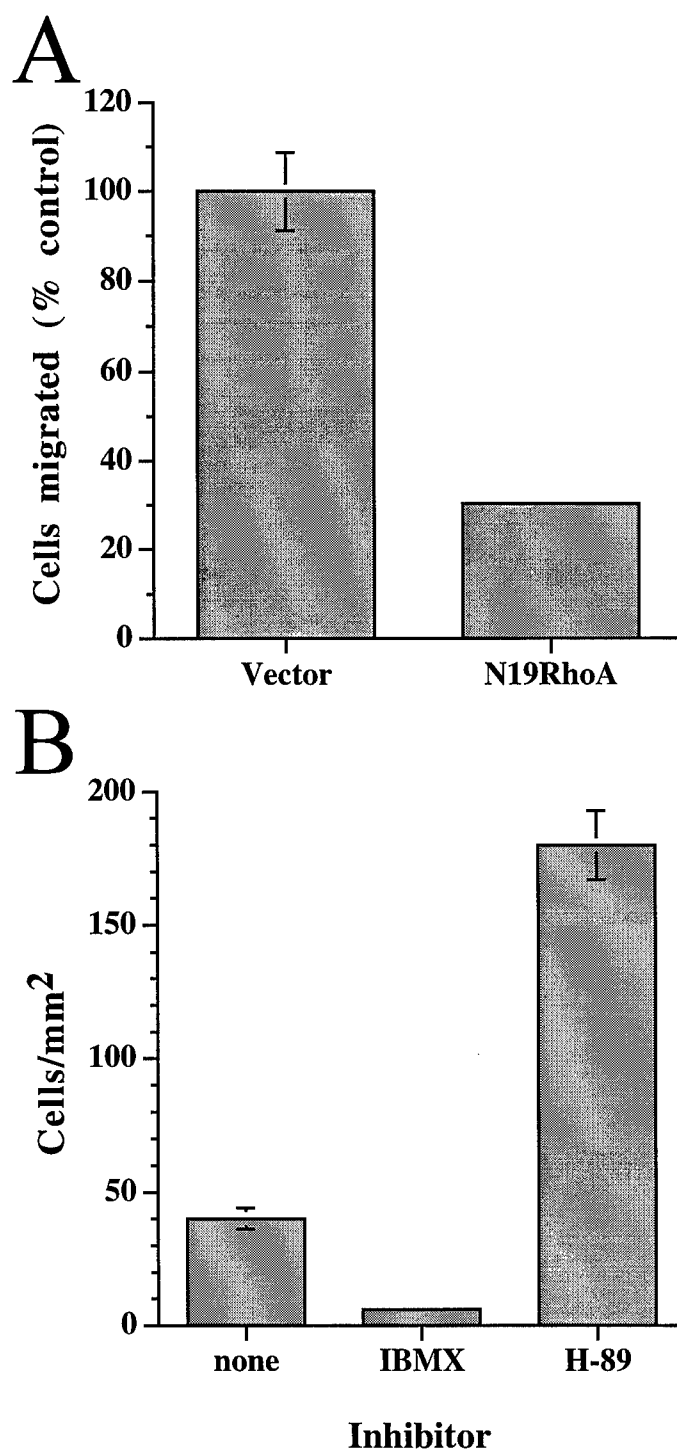 A
Cells migrated (% control)
120
100
80
60
40
20
0
Vector N19RhoA
B
Cells/mm²
200
150
100
50
0
none IBMX H-89
Inhibitor